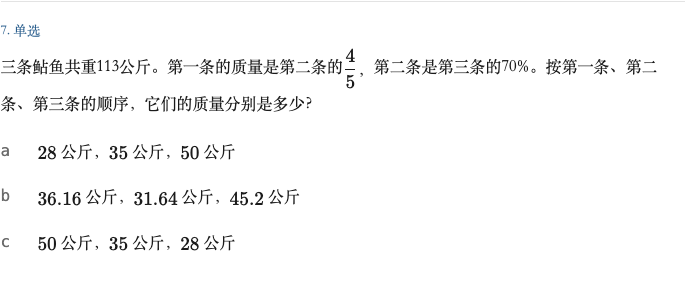 7. 单选
三条鲇鱼共重113公斤。第一条的质量是第二条的4/5，第二条是第三条的70%。按第一条、第二
条、第三条的顺序，它们的质量分别是多少?
a 28 公斤，35 公斤，50 公斤
b 36.16 公斤，31.64 公斤，45.2 公斤
c 50 公斤，35 公斤，28 公斤